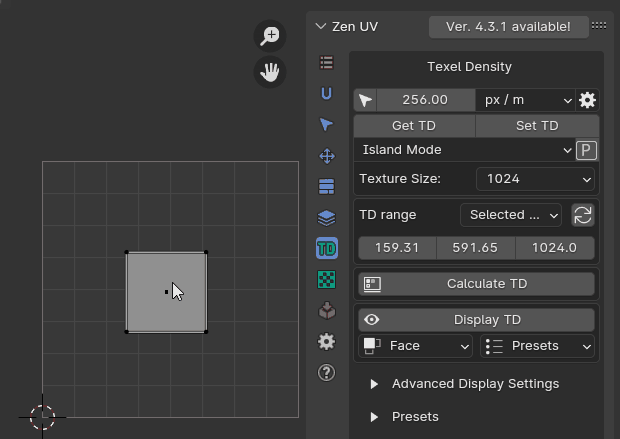 Zen UV
Ver. 4.3.1 available!
Texel Density
256.00 px / m
Get TD Set TD
Island Mode P
Texture Size: 1024
TD range Selected ...
159.31 591.65 1024.0
TD
Calculate TD
Display TD
Face Presets
Advanced Display Settings
Presets